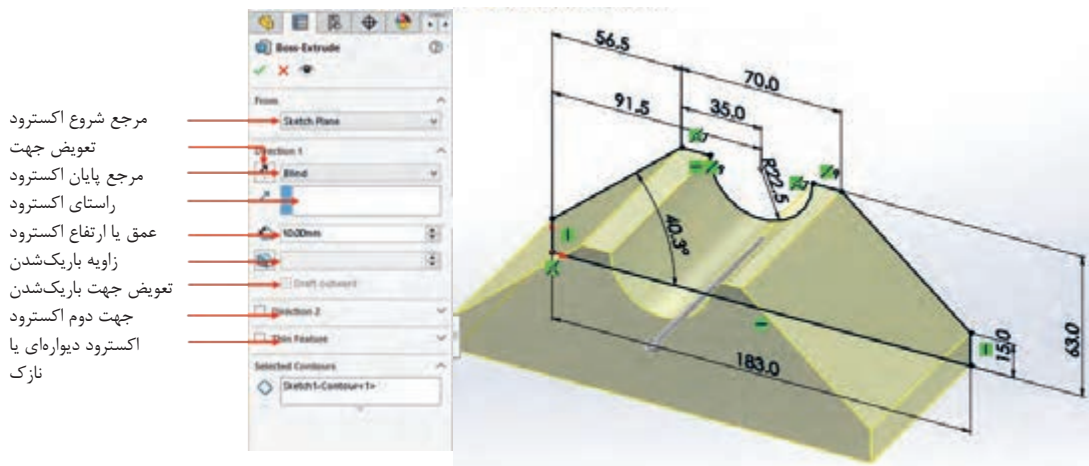 مرجع شروع اکسترود
تعویض جهت
مرجع پایان اکسترود
راستای اکسترود
عمق یا ارتفاع اکسترود
زاویه باریک‌شدن
تعویض جهت باریک‌شدن
جهت دوم اکسترود
اکسترود دیواره‌ای یا
نازک
Boss-Extrude
From
Sketch Plane
Direction 1
Blind
10.00mm
Draft outward
Direction 2
Thin Feature
Selected Contours
Sketch1-Contour<1>
56.5
70.0
91.5
35.0
R22.5
40.3°
183.0
15.0
63.0